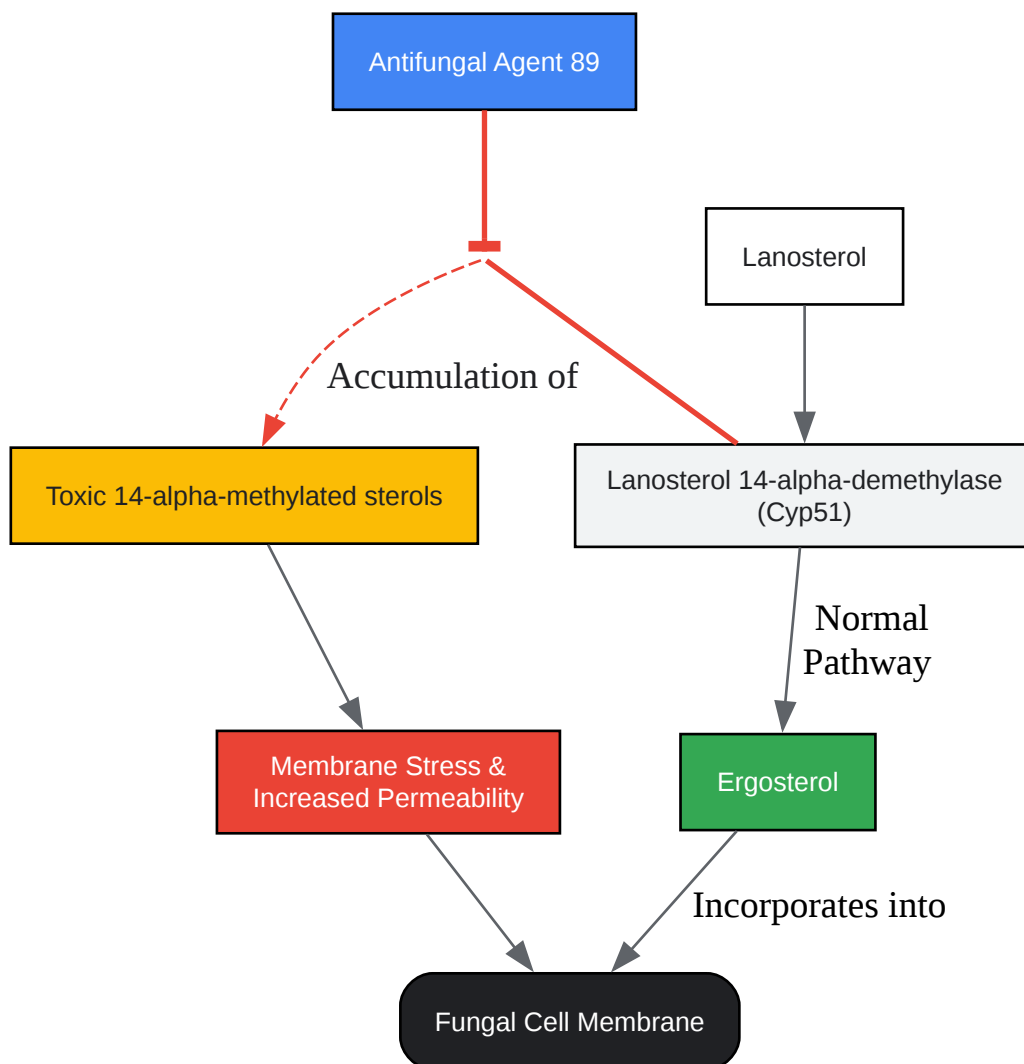 Antifungal Agent 89
Lanosterol
Accumulation of
Toxic 14-alpha-methylated sterols
Lanosterol 14-alpha-demethylase
(Cyp51)
Normal
Pathway
Membrane Stress &
Increased Permeability
Ergosterol
Incorporates into
Fungal Cell Membrane